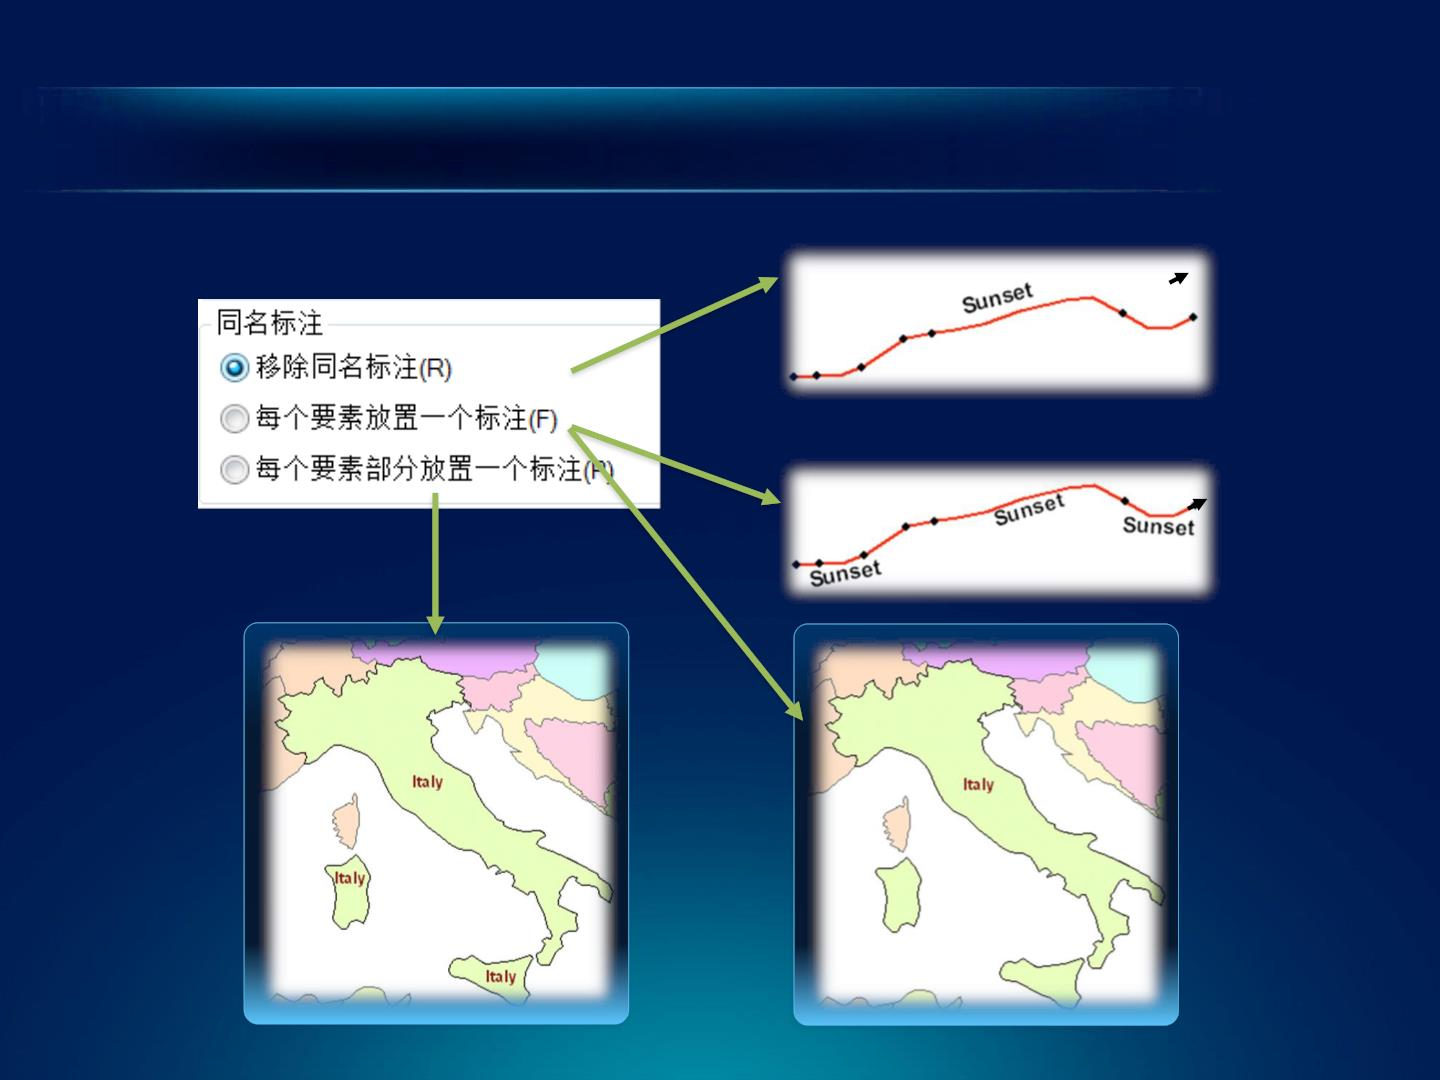 同名标注
移除同名标注(R)
每个要素放置一个标注(F)
每个要素部分放置一个标注(P)
Sunset
Sunset
Sunset
Sunset
Italy
Italy
Italy
Italy